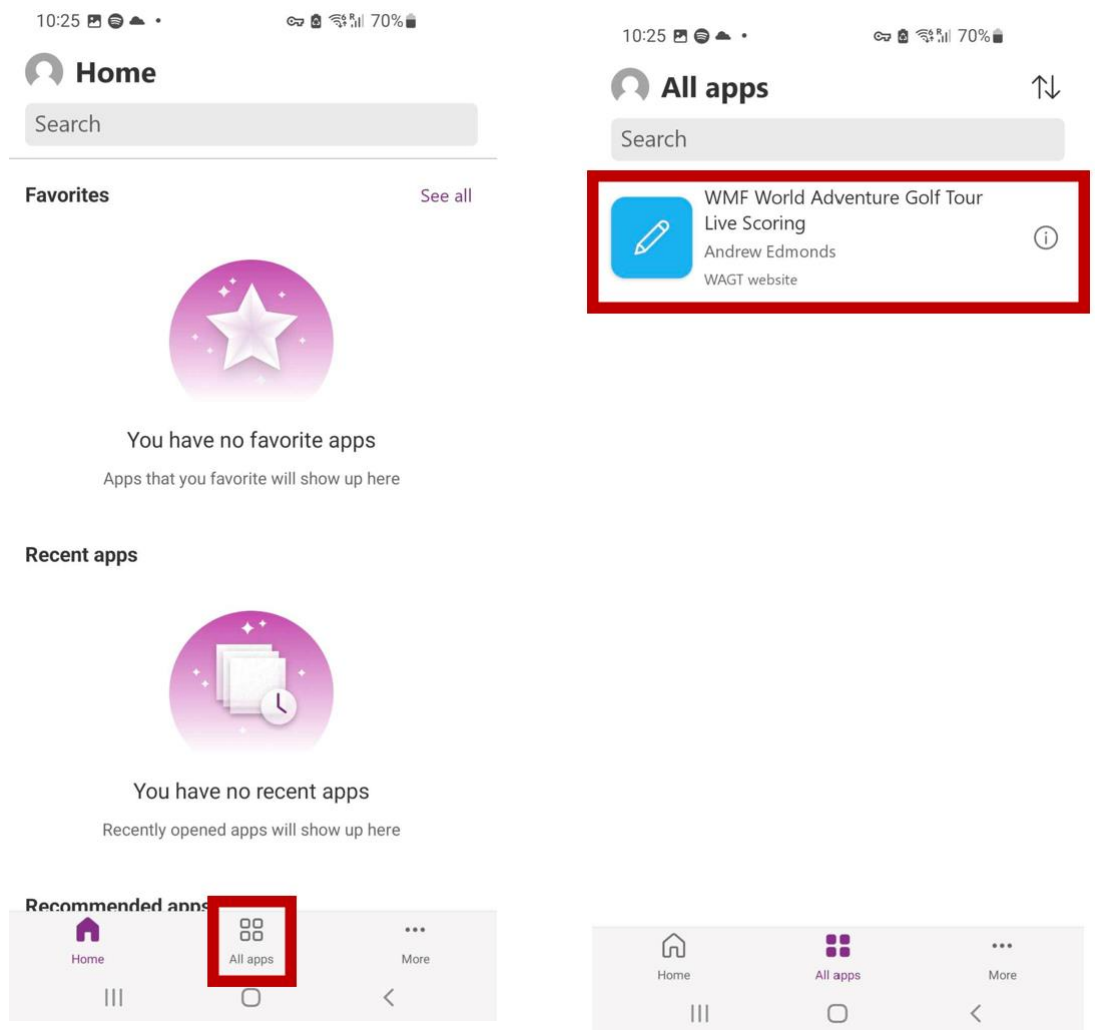 10:25 70%
Home
Search
Favorites See all
You have no favorite apps
Apps that you favorite will show up here
Recent apps
You have no recent apps
Recently opened apps will show up here
Recommended apps
Home All apps More
10:25 70%
All apps
Search
WMF World Adventure Golf Tour
Live Scoring
Andrew Edmonds
WAGT website
Home All apps More